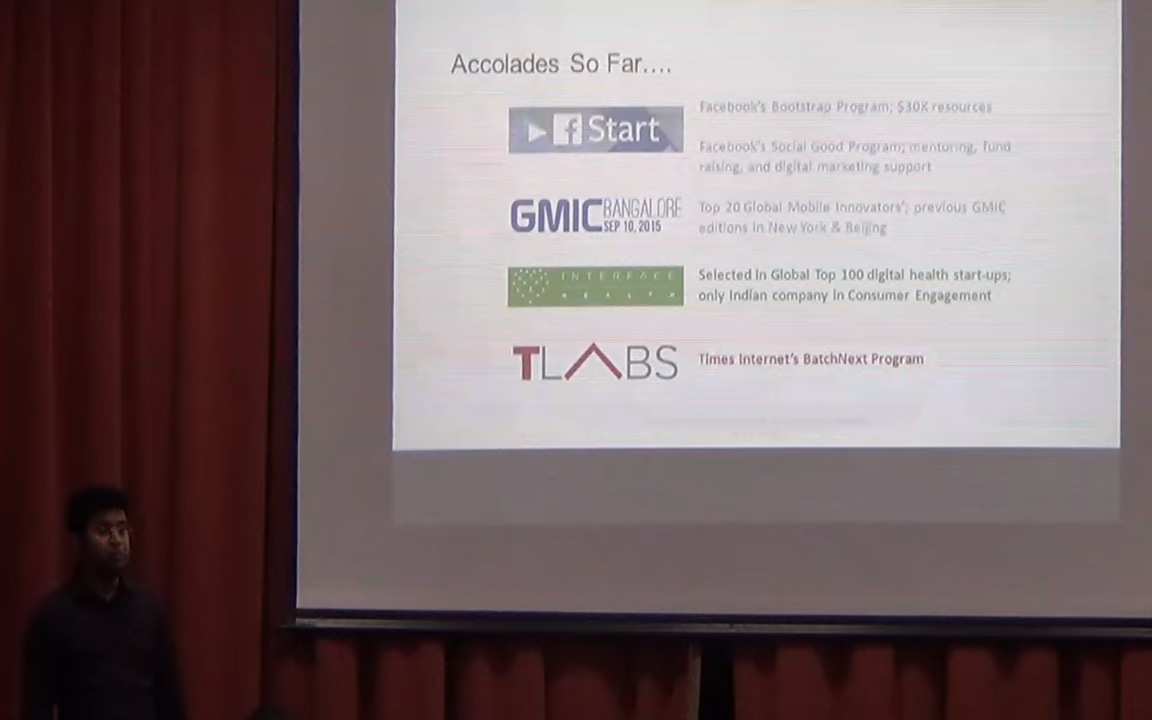 Accolades So Far....
f Start
Facebook's Bootstrap Program; $30K resources
Facebook's Social Good Program; mentoring, fund
raising, and digital marketing support
GMIC BANGALORE
SEP 10, 2015
Top 20 Global Mobile Innovators'; previous GMIC
editions in New York & Beijing
INTERFACE
HEALTH
Selected in Global Top 100 digital health start-ups;
only Indian company in Consumer Engagement
TLABS
Times Internet's BatchNext Program